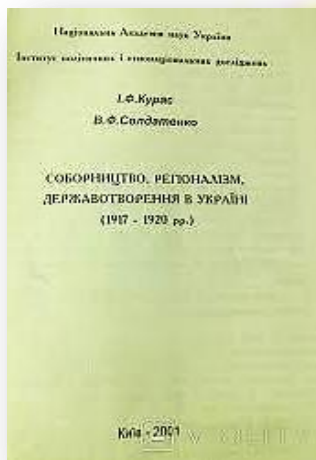 Національна Академія наук України
Інститут політичних і етнонаціональних досліджень
І.Ф.Курас
В.Ф.Солдатенко
СОБОРНИЦТВО, РЕГІОНАЛІЗМ,
ДЕРЖАВОТВОРЕННЯ В УКРАЇНІ
(1917 - 1920 рр.)
Київ - 2001